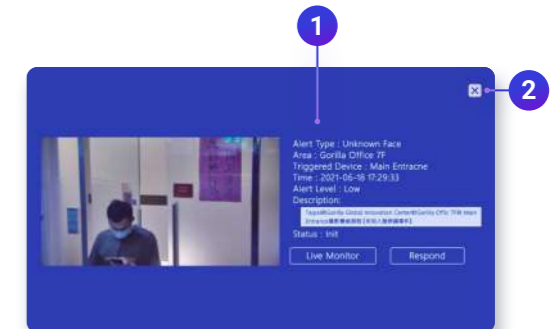 1
2
Alert Type : Unknown Face
Area : Gorilla Office 7F
Triggered Device : Main Entracne
Time : 2021-06-18 17:29:33
Alert Level : Low
Description:
Status : Init
Live Monitor
Respond